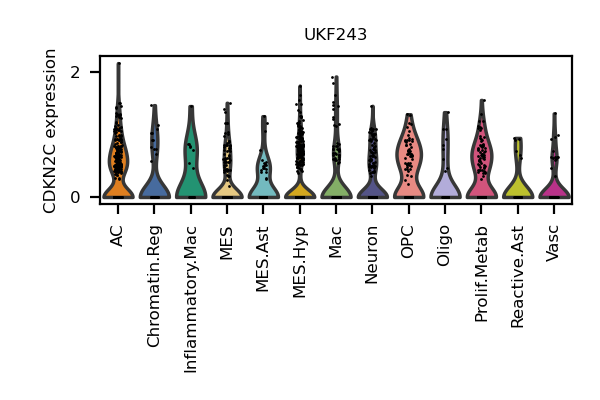 UKF243
CDKN2C expression
2
0
AC
Chromatin.Reg
Inflammatory.Mac
MES
MES.Ast
MES.Hyp
Mac
Neuron
OPC
Oligo
Prolif.Metab
Reactive.Ast
Vasc